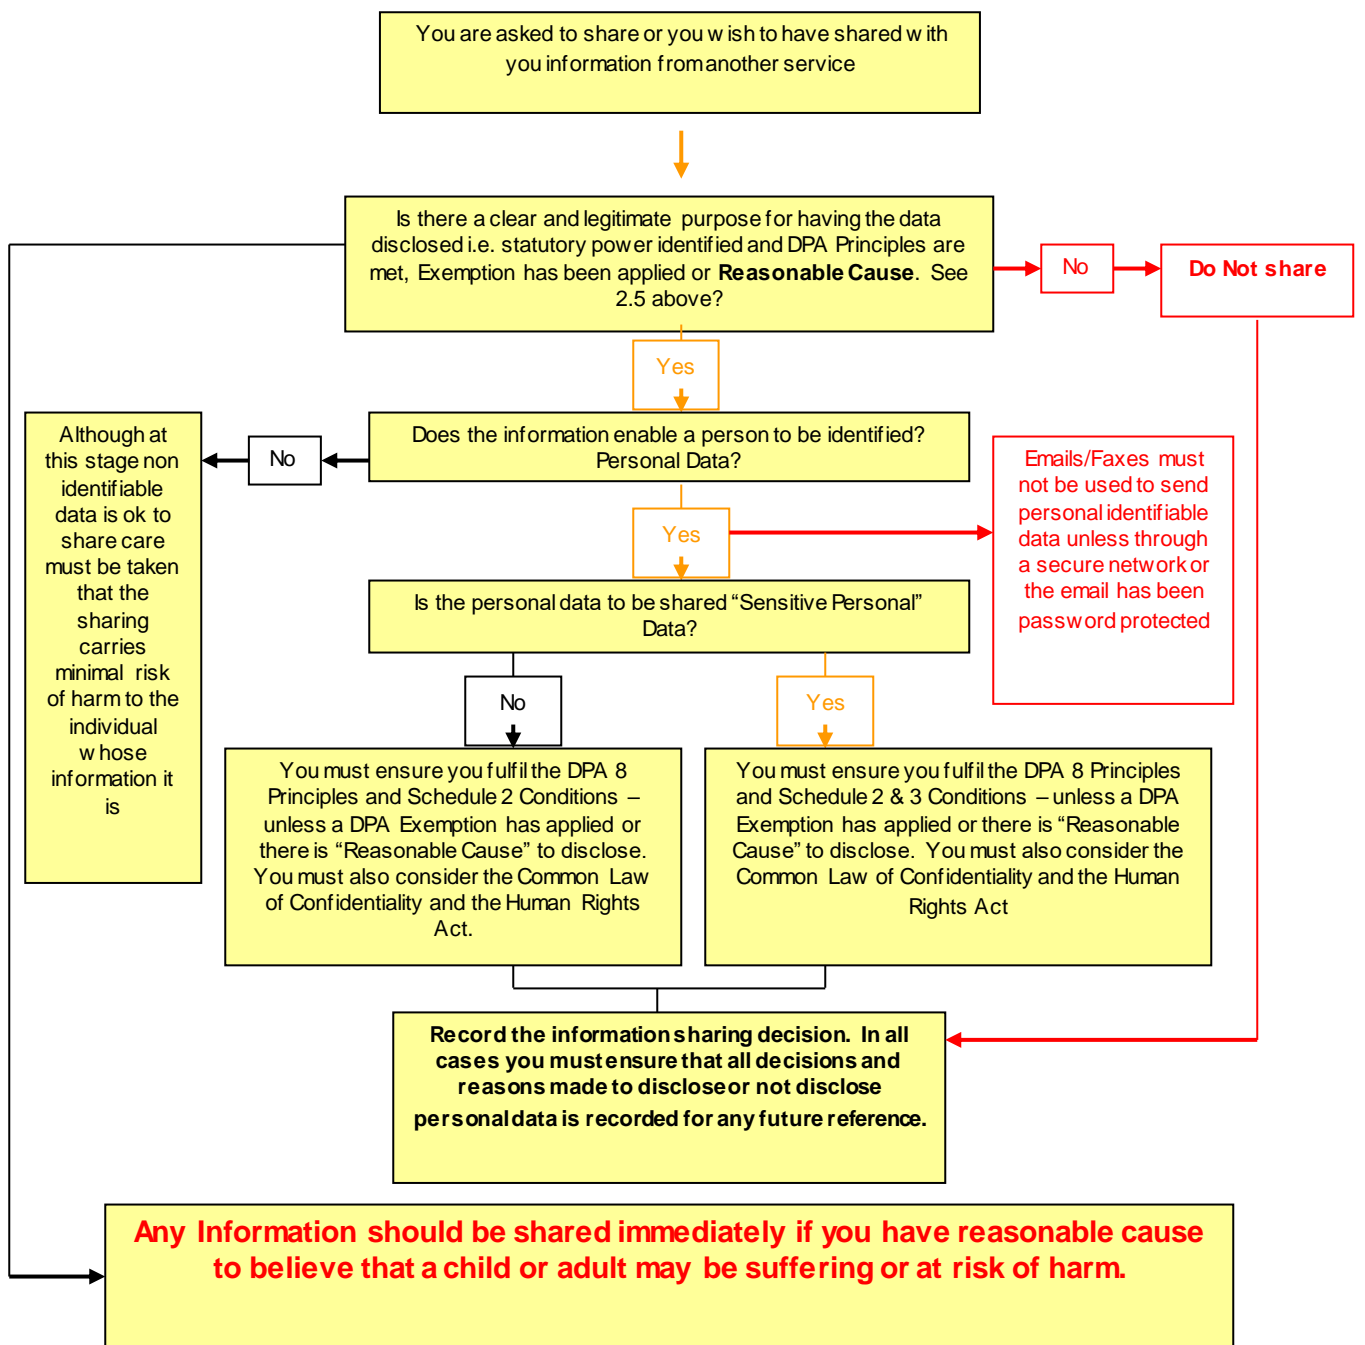 You are asked to share or you wish to have shared with
you information from another service
Is there a clear and legitimate purpose for having the data
disclosed i.e. statutory power identified and DPA Principles are
met, Exemption has been applied or Reasonable Cause. See
2.5 above?
No
Do Not share
Yes
Does the information enable a person to be identified?
Personal Data?
No
Although at
this stage non
identifiable
data is ok to
share care
must be taken
that the
sharing
carries
minimal risk
of harm to the
individual
whose
information it
is
Yes
Emails/Faxes must
not be used to send
personal identifiable
data unless through
a secure network or
the email has been
password protected
Is the personal data to be shared “Sensitive Personal”
Data?
No
Yes
You must ensure you fulfil the DPA 8
Principles and Schedule 2 Conditions –
unless a DPA Exemption has applied or
there is “Reasonable Cause” to disclose.
You must also consider the Common Law
of Confidentiality and the Human Rights
Act.
You must ensure you fulfil the DPA 8 Principles
and Schedule 2 & 3 Conditions – unless a DPA
Exemption has applied or there is “Reasonable
Cause” to disclose. You must also consider the
Common Law of Confidentiality and the Human
Rights Act
Record the information sharing decision. In all
cases you must ensure that all decisions and
reasons made to disclose or not disclose
personal data is recorded for any future reference.
Any Information should be shared immediately if you have reasonable cause
to believe that a child or adult may be suffering or at risk of harm.